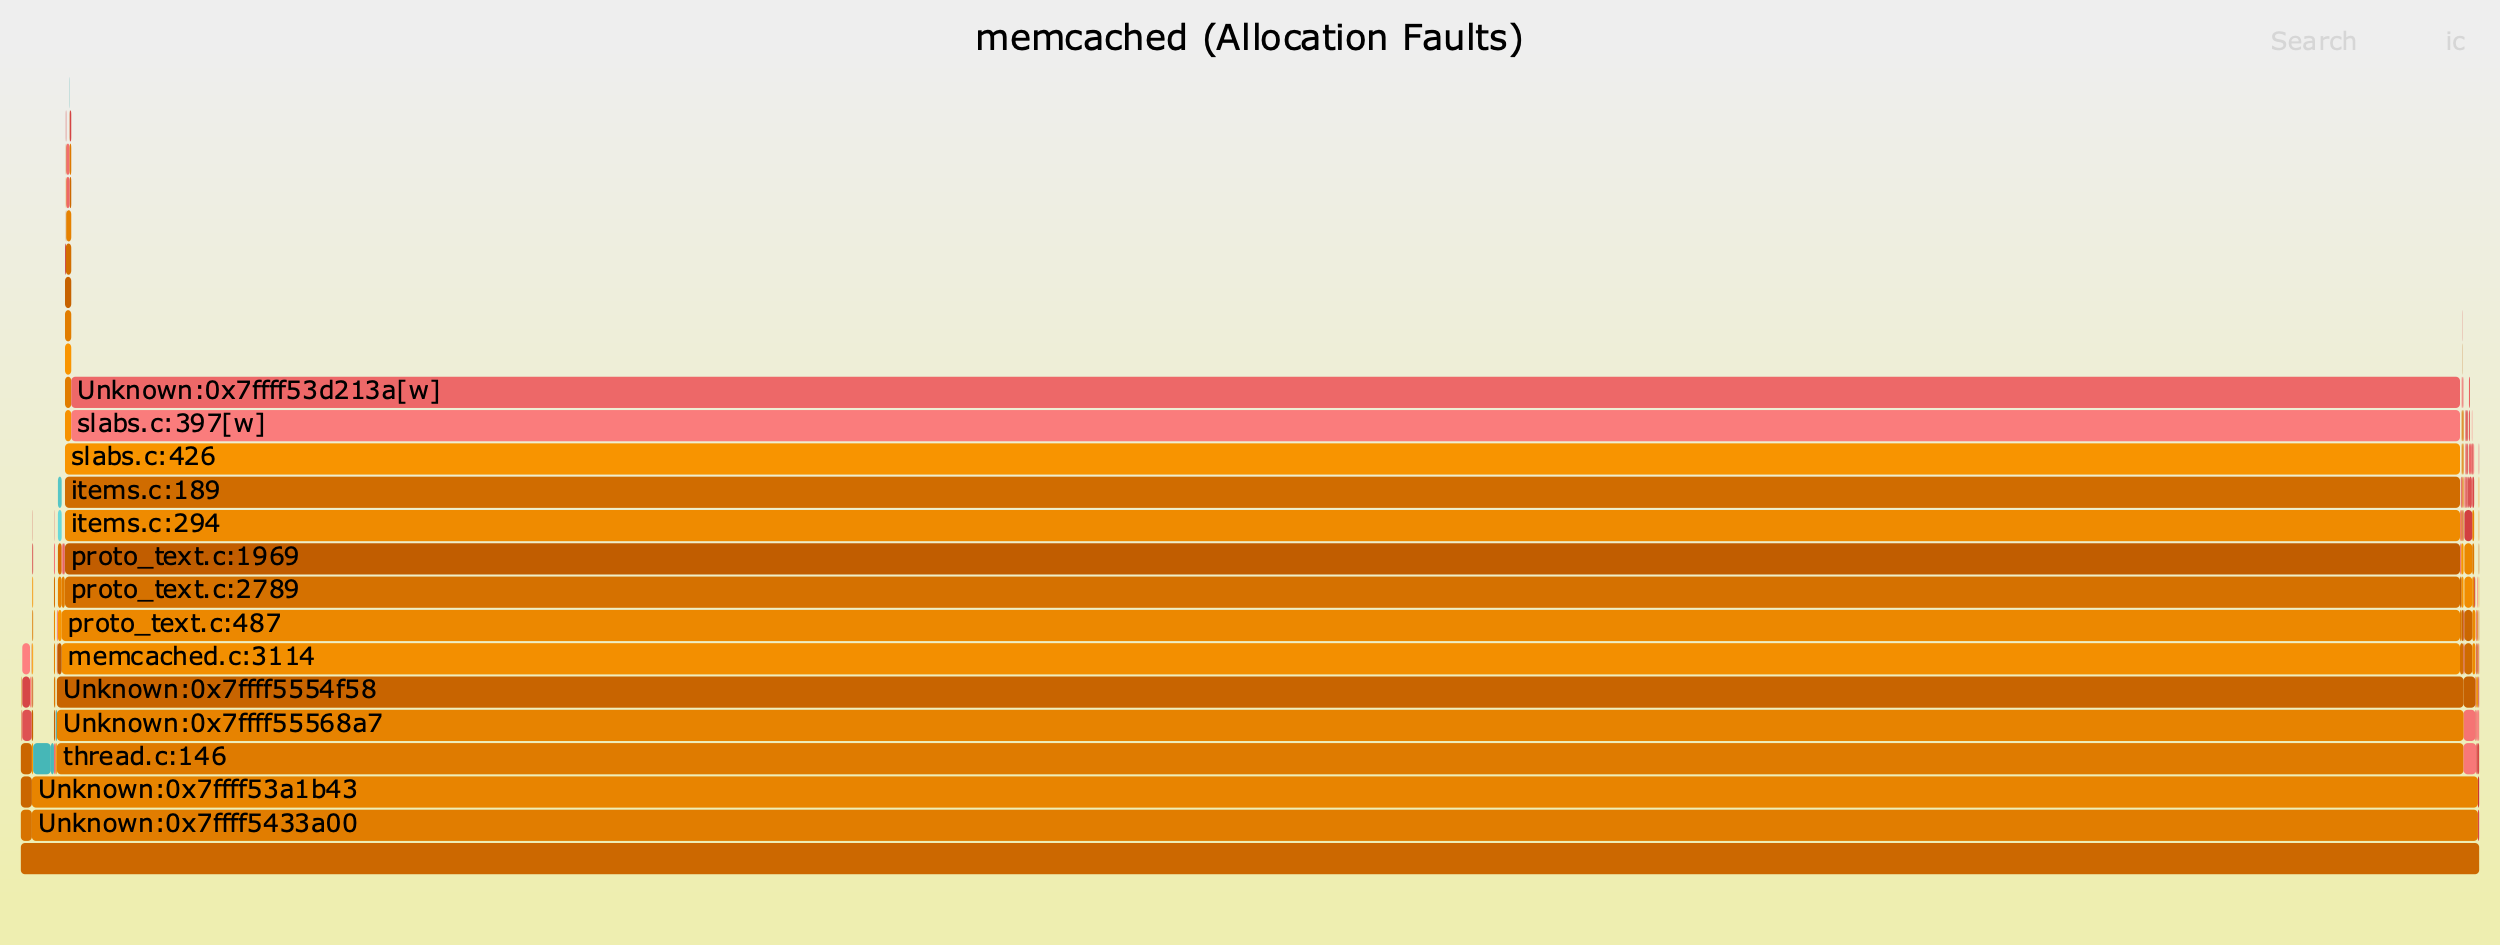 memcached (Allocation Faults)
Search ic
Unknown:0x7ffff53d213a[w]
slabs.c:397[w]
slabs.c:426
items.c:189
items.c:294
proto_text.c:1969
proto_text.c:2789
proto_text.c:487
memcached.c:3114
Unknown:0x7ffff5554f58
Unknown:0x7ffff55568a7
thread.c:146
Unknown:0x7ffff53a1b43
Unknown:0x7ffff5433a00